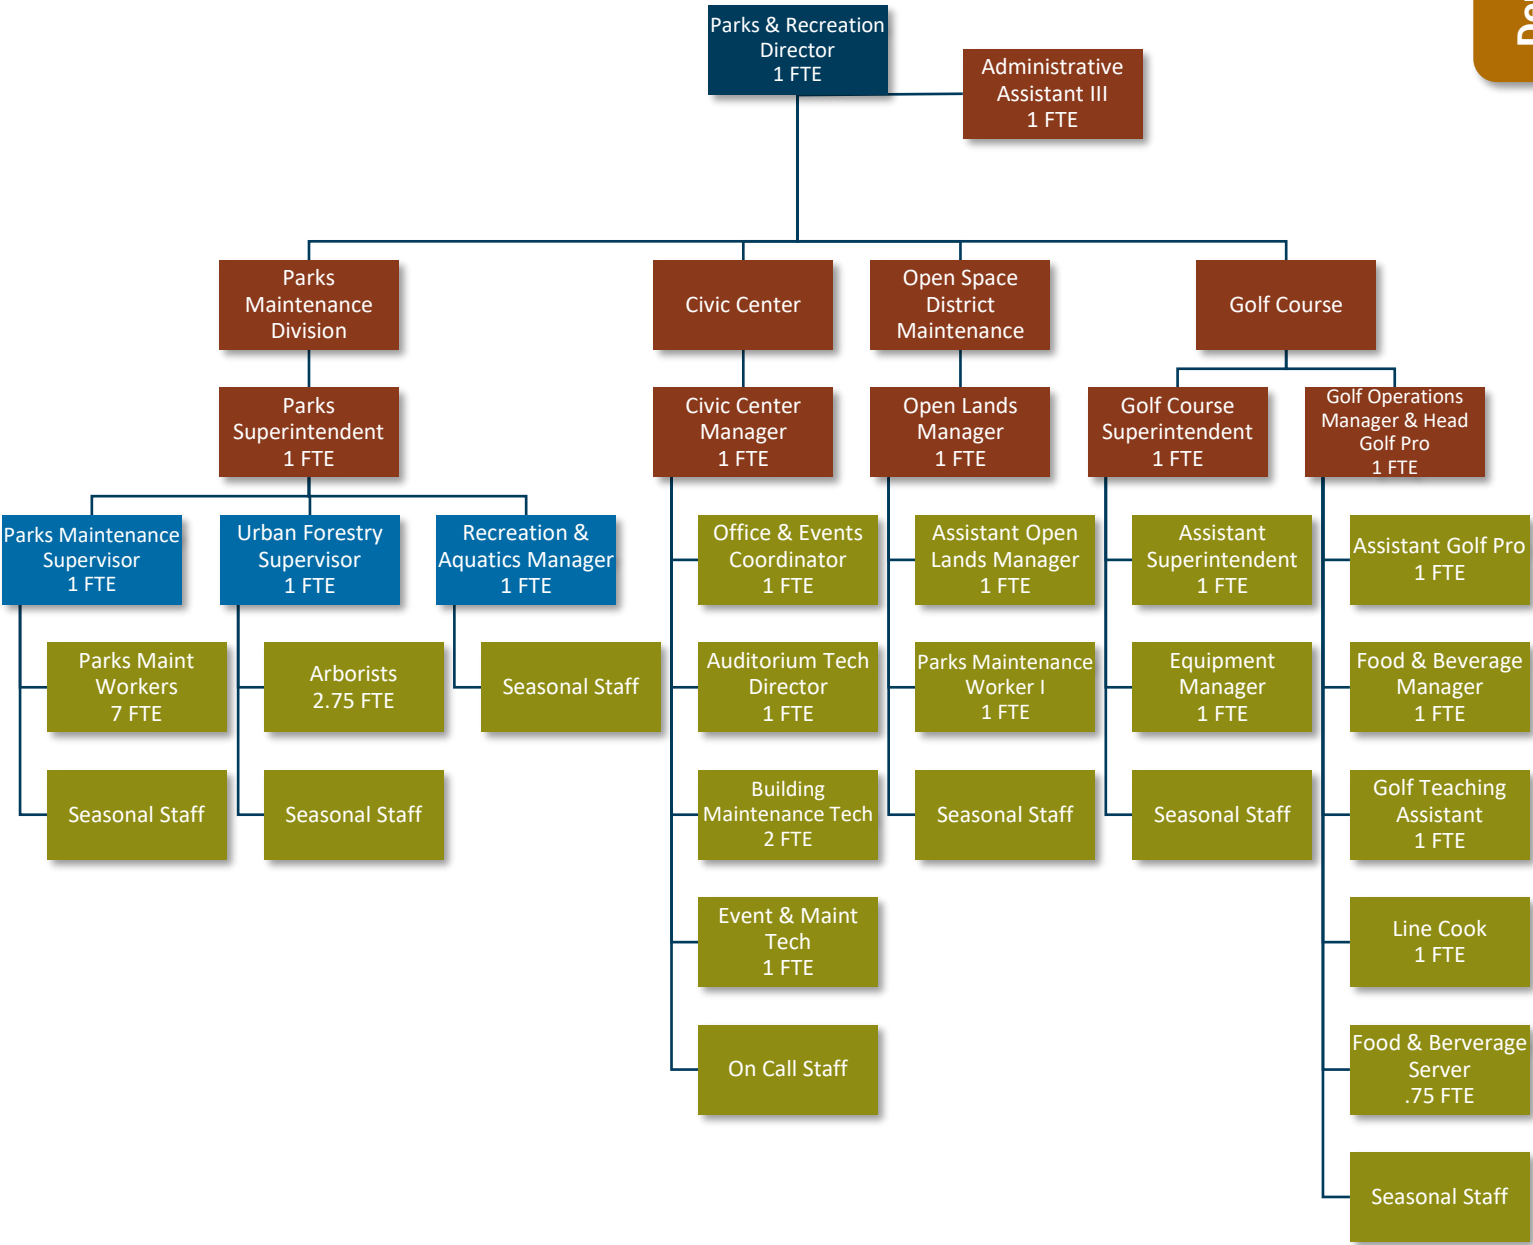 Parks & Recreation
Director
1 FTE
Administrative
Assistant III
1 FTE
Parks
Maintenance
Division
Civic Center
Open Space
District
Maintenance
Golf Course
Parks
Superintendent
1 FTE
Civic Center
Manager
1 FTE
Open Lands
Manager
1 FTE
Golf Course
Superintendent
1 FTE
Golf Operations
Manager & Head
Golf Pro
1 FTE
Parks Maintenance
Supervisor
1 FTE
Urban Forestry
Supervisor
1 FTE
Recreation &
Aquatics Manager
1 FTE
Office & Events
Coordinator
1 FTE
Assistant Open
Lands Manager
1 FTE
Assistant
Superintendent
1 FTE
Assistant Golf Pro
1 FTE
Parks Maint
Workers
7 FTE
Arborists
2.75 FTE
Seasonal Staff
Auditorium Tech
Director
1 FTE
Parks Maintenance
Worker I
1 FTE
Equipment
Manager
1 FTE
Food & Beverage
Manager
1 FTE
Seasonal Staff
Seasonal Staff
Building
Maintenance Tech
2 FTE
Seasonal Staff
Seasonal Staff
Golf Teaching
Assistant
1 FTE
Event & Maint
Tech
1 FTE
Line Cook
1 FTE
On Call Staff
Food & Berverage
Server
.75 FTE
Seasonal Staff